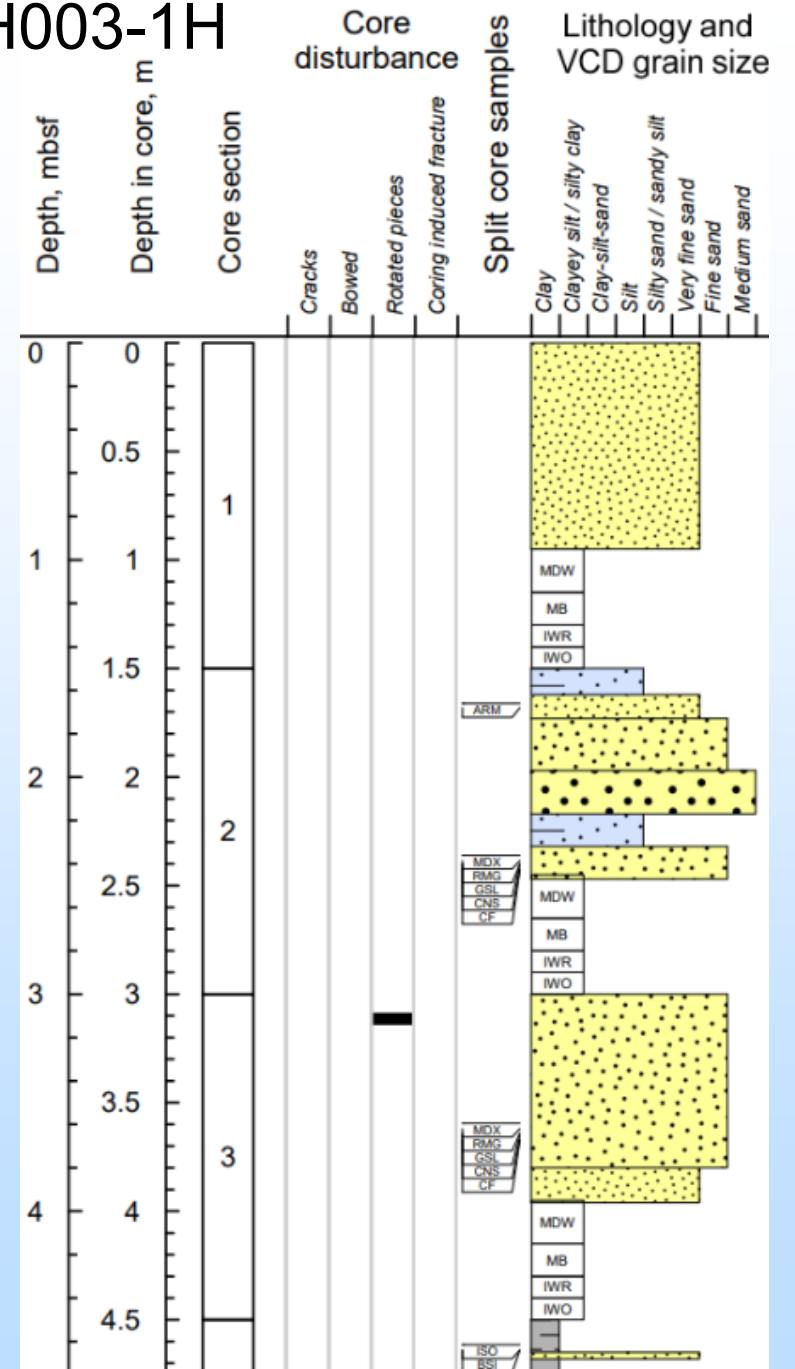 H003-1H
Core
disturbance
Lithology and
VCD grain size
Depth, mbsf
Depth in core, m
Core section
Cracks
Bowed
Rotated pieces
Coring induced fracture
Split core samples
Clay
Clayey silt / silty clay
Clay-silt-sand
Silt
Silty sand / sandy silt
Very fine sand
Fine sand
Medium sand
0 0
0.5
1
1 1
MDW
MB
IWR
IWO
1.5
ARM
2 2
2
MDX
RMG
GSL
CNS
CF
2.5
MDW
MB
IWR
IWO
3 3
3.5
MDX
RMG
GSL
CNS
CF
3
4 4
MDW
MB
IWR
IWO
4.5
ISO
BSI